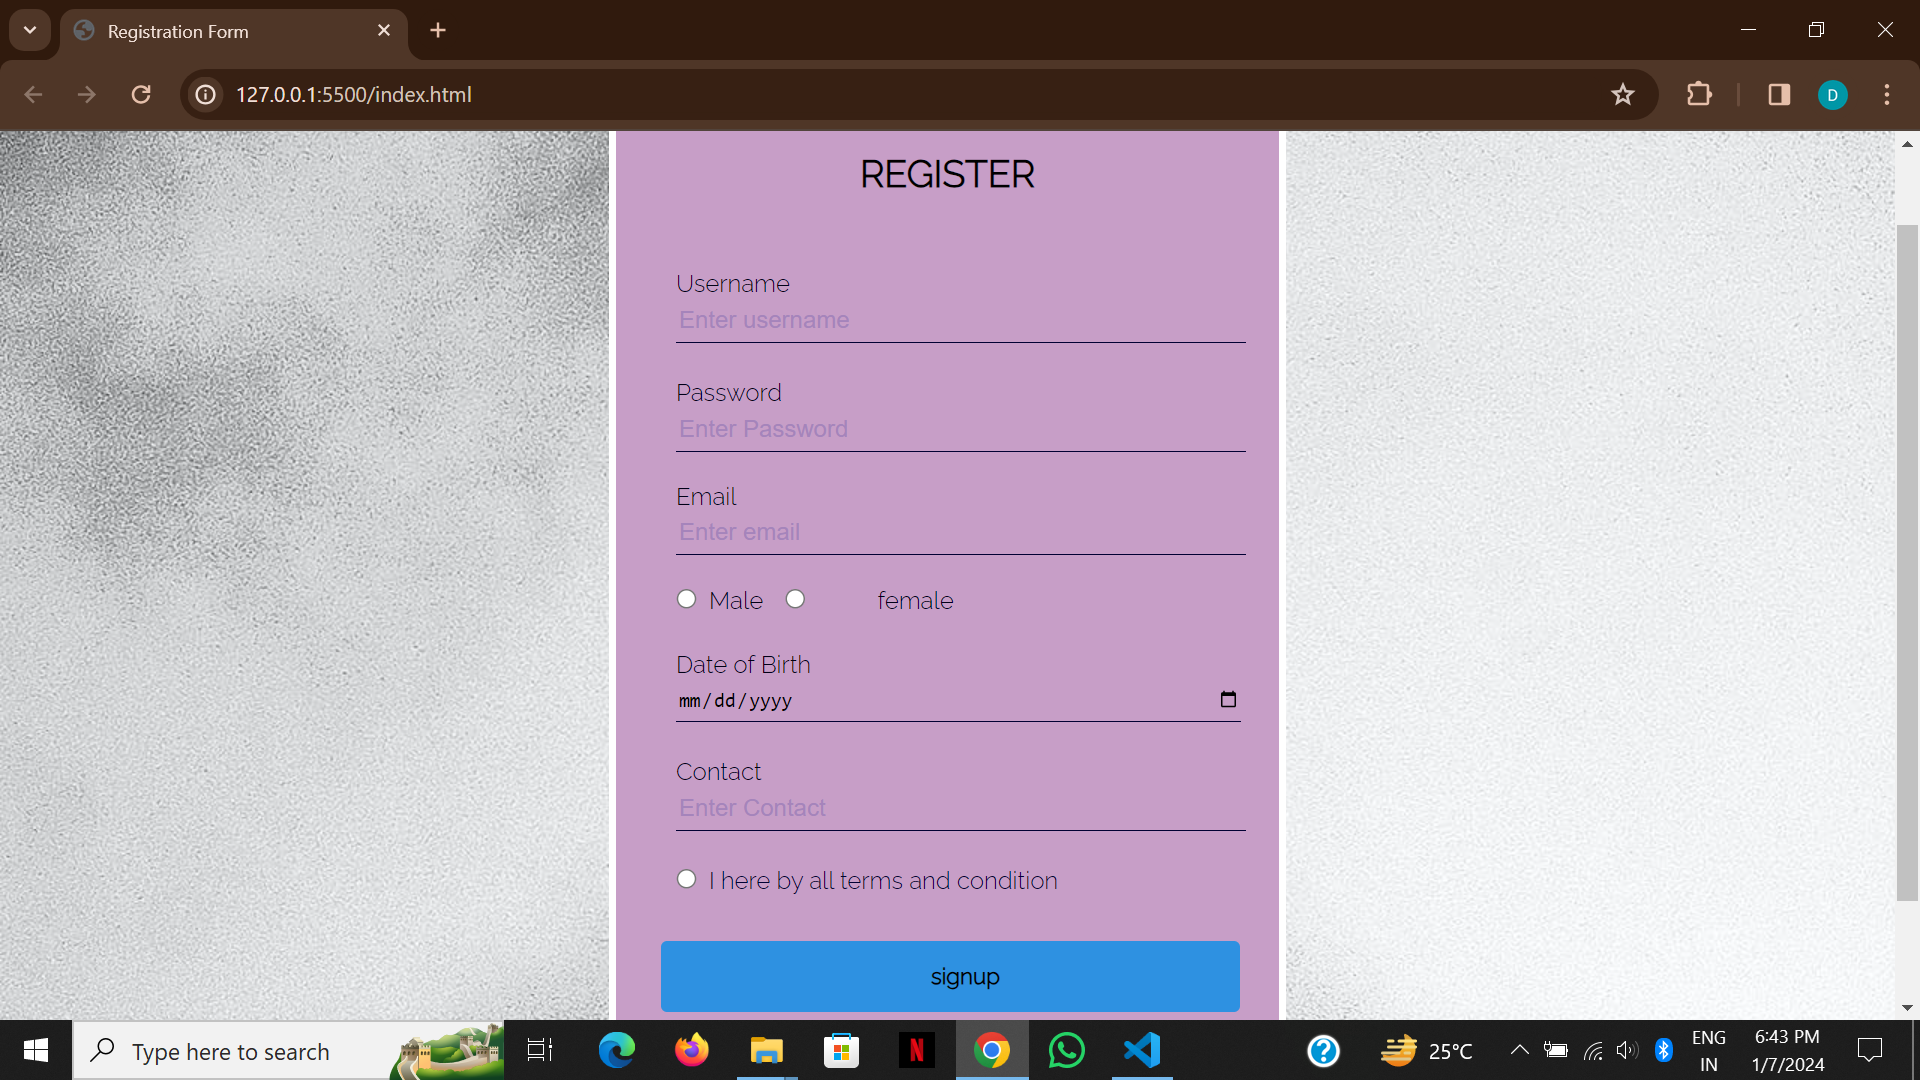 Registration Form
127.0.0.1:5500/index.html
D
REGISTER
Username
Enter username
Password
Enter Password
Email
Enter email
Male female
Date of Birth
mm/dd/yyyy
Contact
Enter Contact
I here by all terms and condition
signup
Type here to search
N
?
25°C
ENG
IN
6:43 PM
1/7/2024